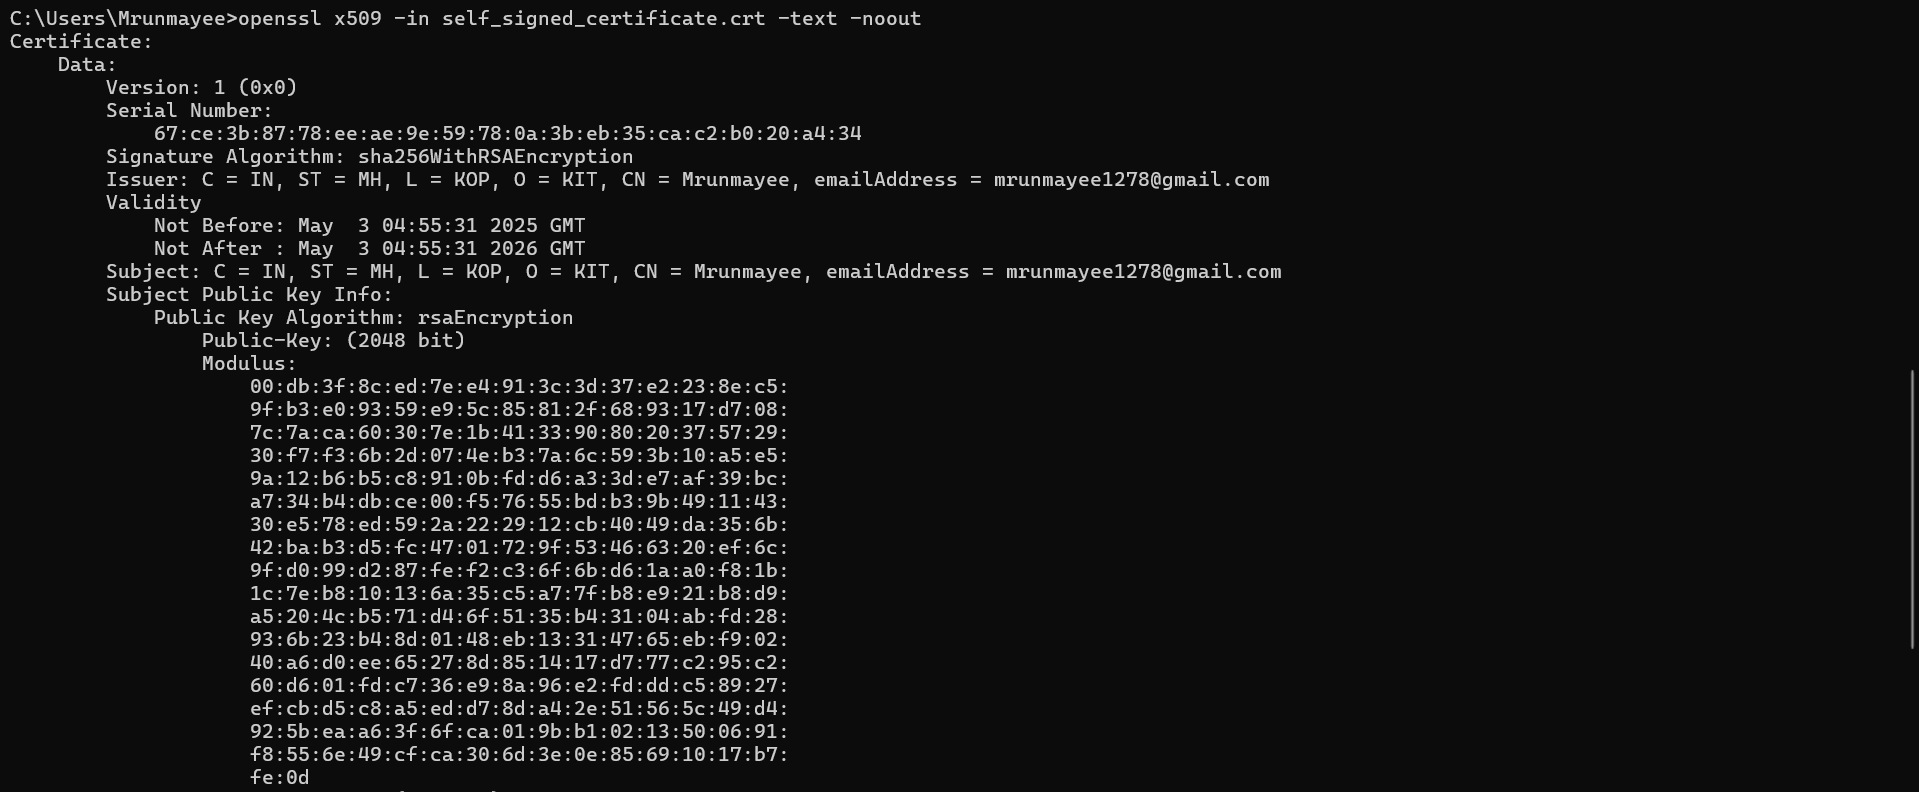 C:\Users\Mrunmayee>openssl x509 -in self_signed_certificate.crt -text -noout
Certificate:
    Data:
        Version: 1 (0x0)
        Serial Number:
            67:ce:3b:87:78:ee:ae:9e:59:78:0a:3b:eb:35:ca:c2:b0:20:a4:34
        Signature Algorithm: sha256WithRSAEncryption
        Issuer: C = IN, ST = MH, L = KOP, O = KIT, CN = Mrunmayee, emailAddress = mrunmayee1278@gmail.com
        Validity
            Not Before: May  3 04:55:31 2025 GMT
            Not After : May  3 04:55:31 2026 GMT
        Subject: C = IN, ST = MH, L = KOP, O = KIT, CN = Mrunmayee, emailAddress = mrunmayee1278@gmail.com
        Subject Public Key Info:
            Public Key Algorithm: rsaEncryption
                Public-Key: (2048 bit)
                Modulus:
                    00:db:3f:8c:ed:7e:e4:91:3c:3d:37:e2:23:8e:c5:
                    9f:b3:e0:93:59:e9:5c:85:81:2f:68:93:17:d7:08:
                    7c:7a:ca:60:30:7e:1b:41:33:90:80:20:37:57:29:
                    30:f7:f3:6b:2d:07:4e:b3:7a:6c:59:3b:10:a5:e5:
                    9a:12:b6:b5:c8:91:0b:fd:d6:a3:3d:e7:af:39:bc:
                    a7:34:b4:db:ce:00:f5:76:55:bd:b3:9b:49:11:43:
                    30:e5:78:ed:59:2a:22:29:12:cb:40:49:da:35:6b:
                    42:ba:b3:d5:fc:47:01:72:9f:53:46:63:20:ef:6c:
                    9f:d0:99:d2:87:fe:f2:c3:6f:6b:d6:1a:a0:f8:1b:
                    1c:7e:b8:10:13:6a:35:c5:a7:7f:b8:e9:21:b8:d9:
                    a5:20:4c:b5:71:d4:6f:51:35:b4:31:04:ab:fd:28:
                    93:6b:23:b4:8d:01:48:eb:13:31:47:65:eb:f9:02:
                    40:a6:d0:ee:65:27:8d:85:14:17:d7:77:c2:95:c2:
                    60:d6:01:fd:c7:36:e9:8a:96:e2:fd:dd:c5:89:27:
                    ef:cb:d5:c8:a5:ed:d7:8d:a4:2e:51:56:5c:49:d4:
                    92:5b:ea:a6:3f:6f:ca:01:9b:b1:02:13:50:06:91:
                    f8:55:6e:49:cf:ca:30:6d:3e:0e:85:69:10:17:b7:
                    fe:0d